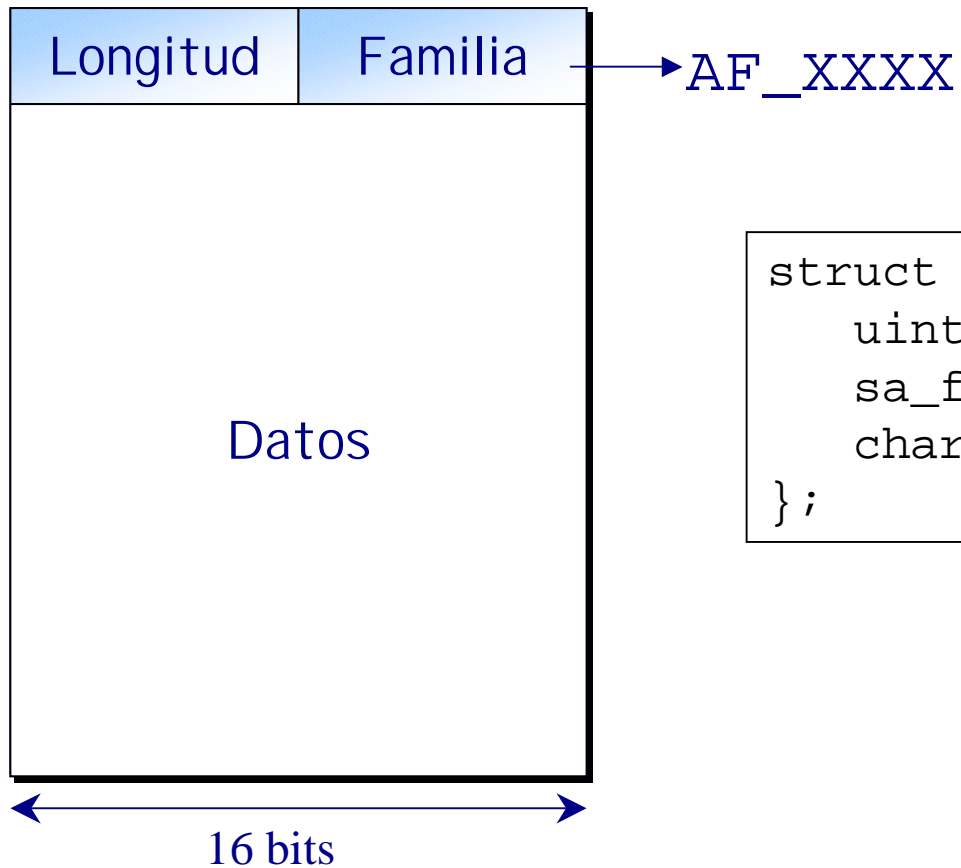 Longitud Familia AF_XXXX
struct
uint
sa_f
char
Datos
};
16 bits